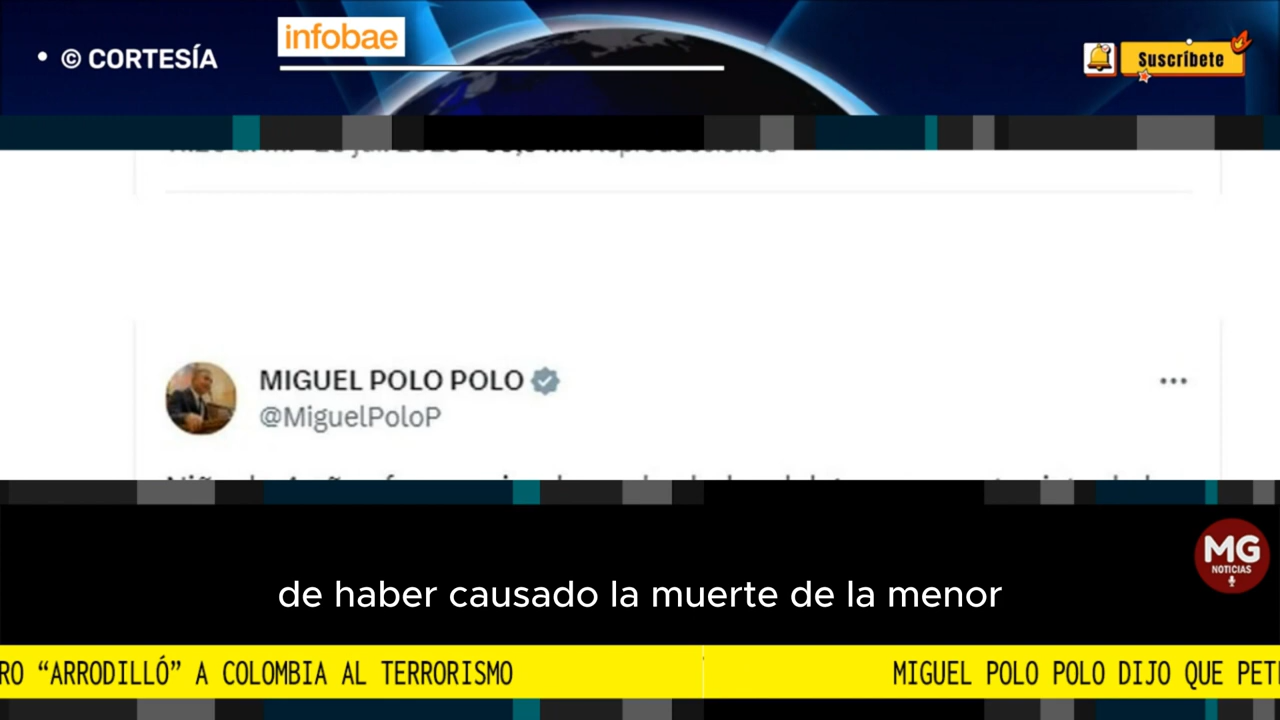 • © CORTESÍA
infobae
Suscríbete
MIGUEL POLO POLO
@MiguelPoloP
MG
NOTICIAS
de haber causado la muerte de la menor
RO “ARRODILLÓ” A COLOMBIA AL TERRORISMO
MIGUEL POLO POLO DIJO QUE PET